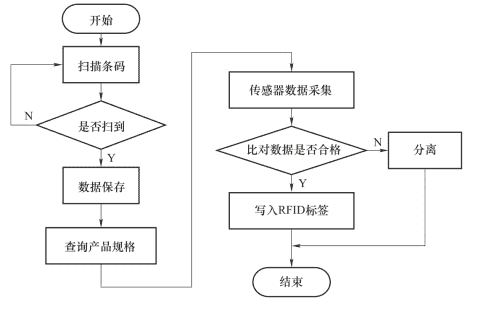 开始
扫描条码
N
是否扫到
Y
数据保存
查询产品规格
传感器数据采集
比对数据是否合格
N
分离
Y
写入RFID标签
结束